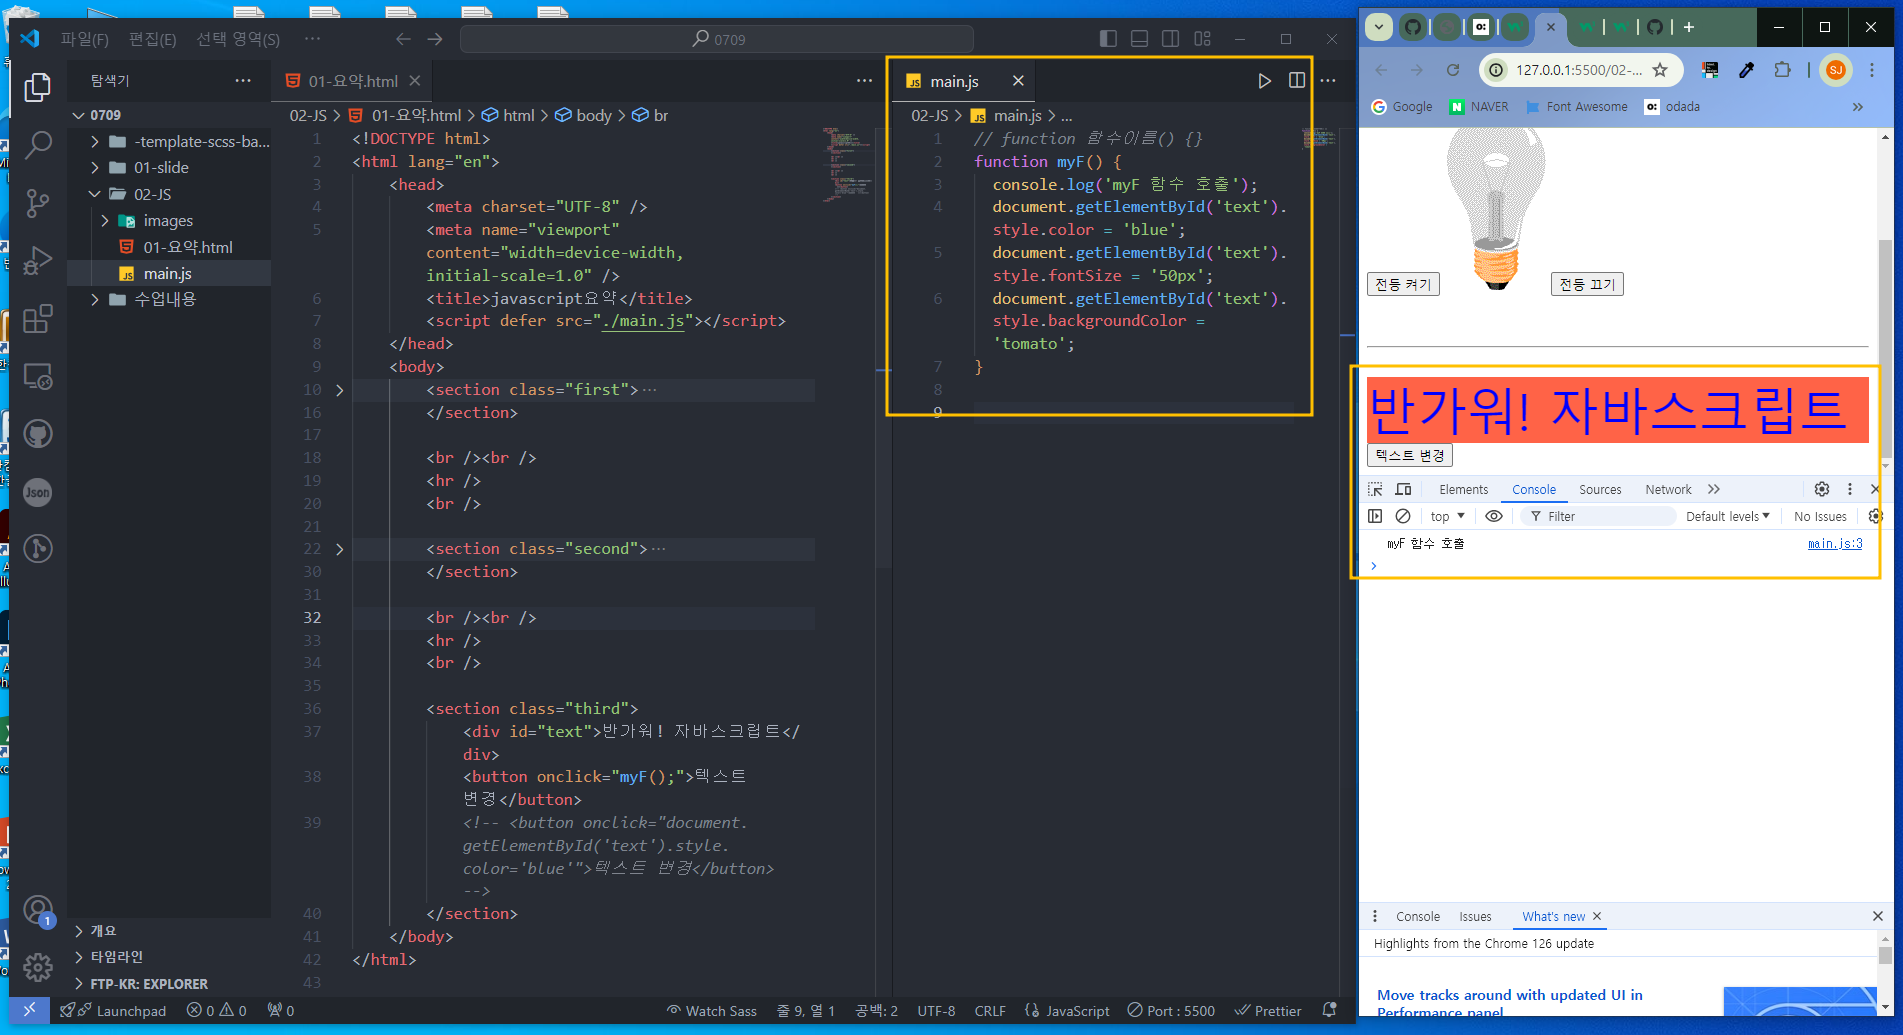 파일(F) 편집(E) 선택 영역(S) ··· 0709
탐색기 ···
0709
-template-scss-ba...
01-slide
02-JS
images
01-요약.html
main.js
수업내용
개요
타임라인
FTP-KR: EXPLORER
01-요약.html
02-JS > 01-요약.html > html > body > br
1 <!DOCTYPE html>
2 <html lang="en">
3 <head>
4 <meta charset="UTF-8" />
5 <meta name="viewport"
content="width=device-width,
initial-scale=1.0" />
6 <title>javascript요약</title>
7 <script defer src="./main.js"></script>
8 </head>
9 <body>
10 <section class="first">···
16 </section>
17
18 <br /><br />
19 <hr />
20 <br />
21
22 <section class="second">···
30 </section>
31
32 <br /><br />
33 <hr />
34 <br />
35
36 <section class="third">
37 <div id="text">반가워! 자바스크립트</
div>
38 <button onclick="myF();">텍스트
변경</button>
39 <!-- <button onclick="document.
getElementById('text').style.
color='blue'">텍스트 변경</button>
-->
40 </section>
41 </body>
42 </html>
43
main.js
02-JS > main.js > ...
1 // function 함수이름() {}
2 function myF() {
3 console.log('myF 함수 호출');
4 document.getElementById('text').
style.color = 'blue';
5 document.getElementById('text').
style.fontSize = '50px';
6 document.getElementById('text').
style.backgroundColor =
'tomato';
7 }
8
9
Launchpad 0 0 0 Watch Sass 줄 9, 열 1 공백: 2 UTF-8 CRLF JavaScript Port : 5500 Prettier
127.0.0.1:5500/02-... SJ
Google NAVER Font Awesome odada
전등 켜기 전등 끄기
반가워! 자바스크립트
텍스트 변경
Elements Console Sources Network
top Filter Default levels No Issues
myF 함수 호출 main.js:3
Console Issues What's new
Highlights from the Chrome 126 update
Move tracks around with updated UI in
Performance panel
Json
1